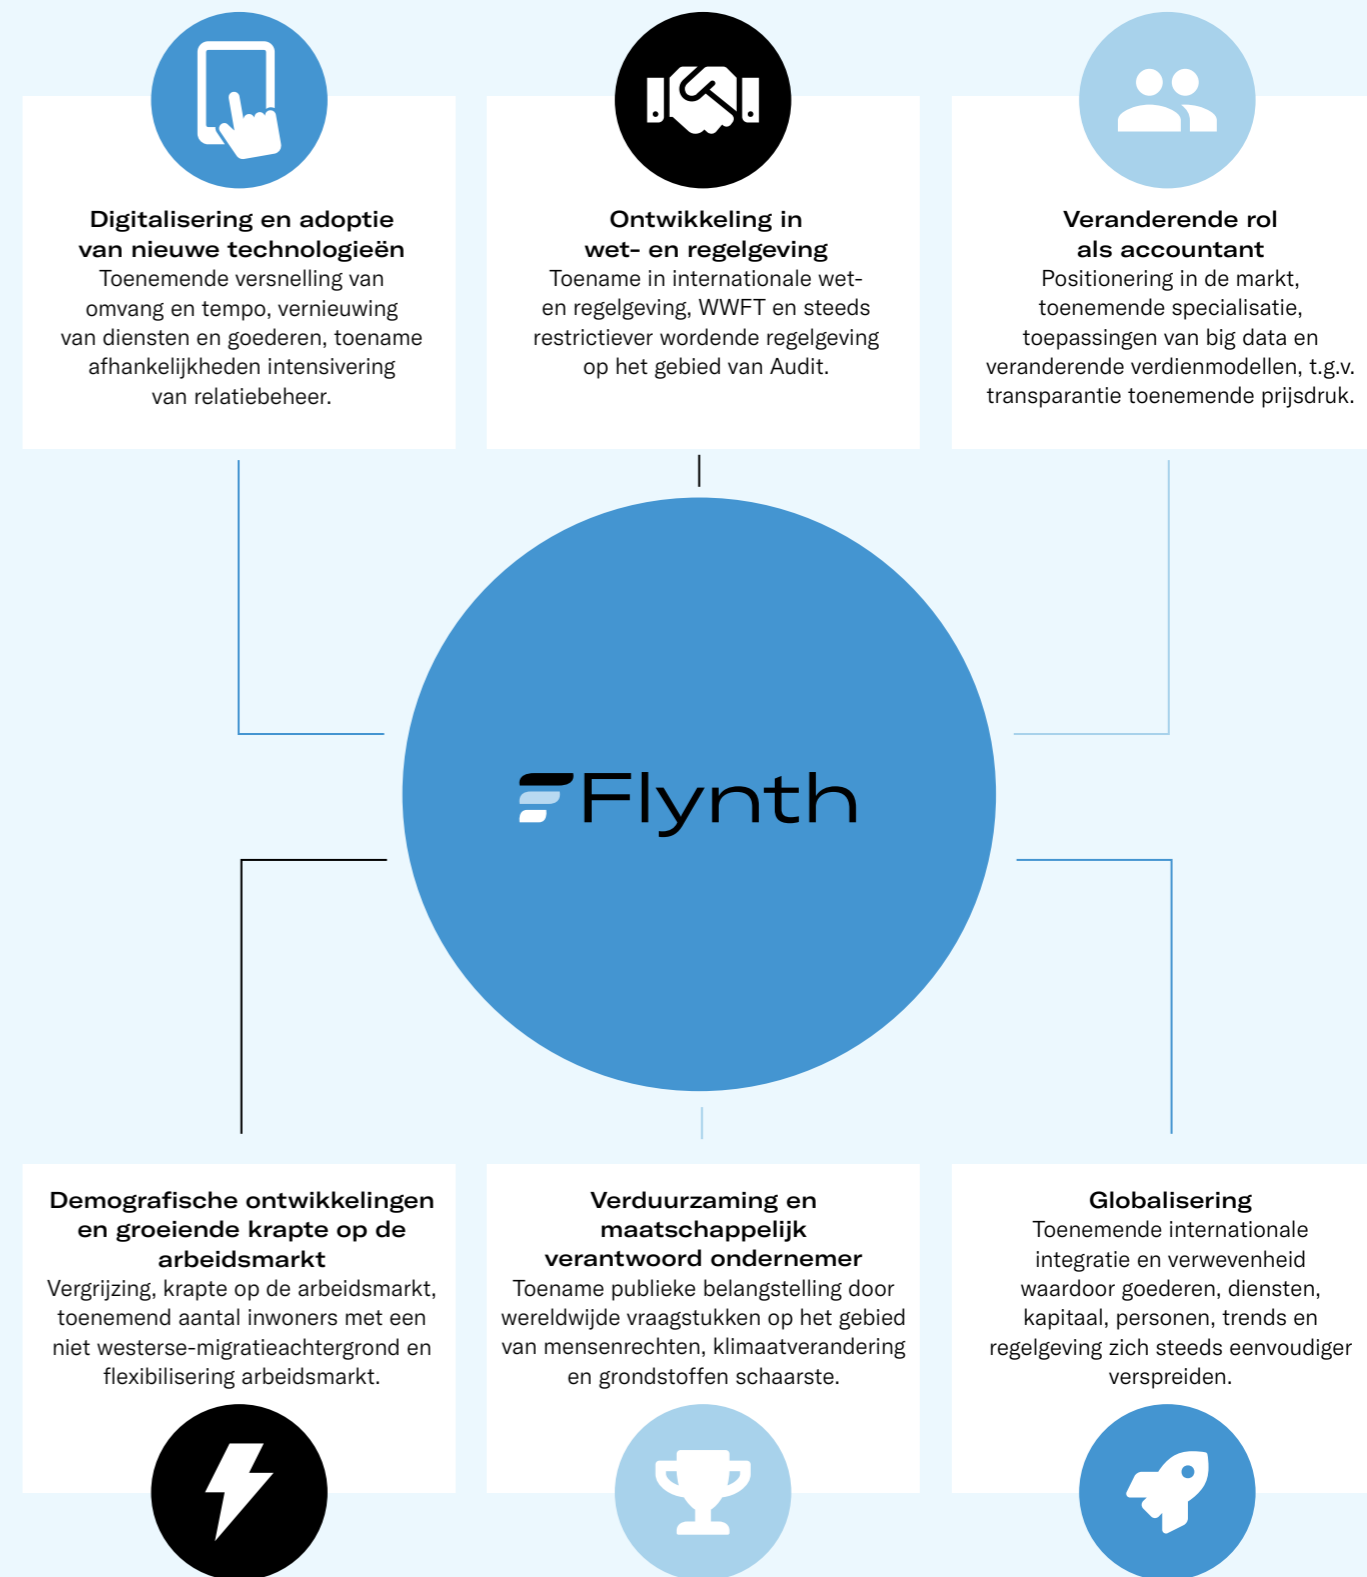 Digitalisering en adoptie
van nieuwe technologieën
Toenemende versnelling van
omvang en tempo, vernieuwing
van diensten en goederen, toename
afhankelijkheden intensivering
van relatiebeheer.
Ontwikkeling in
wet- en regelgeving
Toename in internationale wet-
en regelgeving, WWFT en steeds
restrictiever wordende regelgeving
op het gebied van Audit.
Veranderende rol
als accountant
Positionering in de markt,
toenemende specialisatie,
toepassingen van big data en
veranderende verdienmodellen, t.g.v.
transparantie toenemende prijsdruk.
Flynth
Demografische ontwikkelingen
en groeiende krapte op de
arbeidsmarkt
Vergrijzing, krapte op de arbeidsmarkt,
toenemend aantal inwoners met een
niet westerse-migratieachtergrond en
flexibilisering arbeidsmarkt.
Verduurzaming en
maatschappelijk
verantwoord ondernemer
Toename publieke belangstelling door
wereldwijde vraagstukken op het gebied
van mensenrechten, klimaatverandering
en grondstoffen schaarste.
Globalisering
Toenemende internationale
integratie en verwevenheid
waardoor goederen, diensten,
kapitaal, personen, trends en
regelgeving zich steeds eenvoudiger
verspreiden.